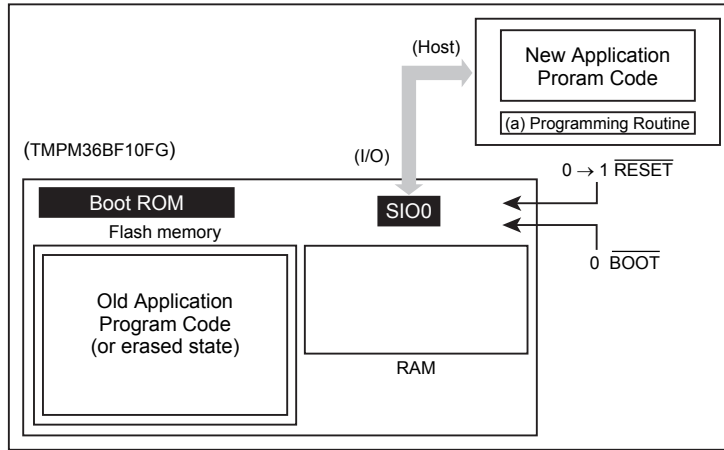 (Host)
New Application
Proram Code
(a) Programming Routine
(TMPM36BF10FG)
(I/O)
0 → 1 RESET
Boot ROM
SIO0
Flash memory
0 BOOT
Old Application
Program Code
(or erased state)
RAM